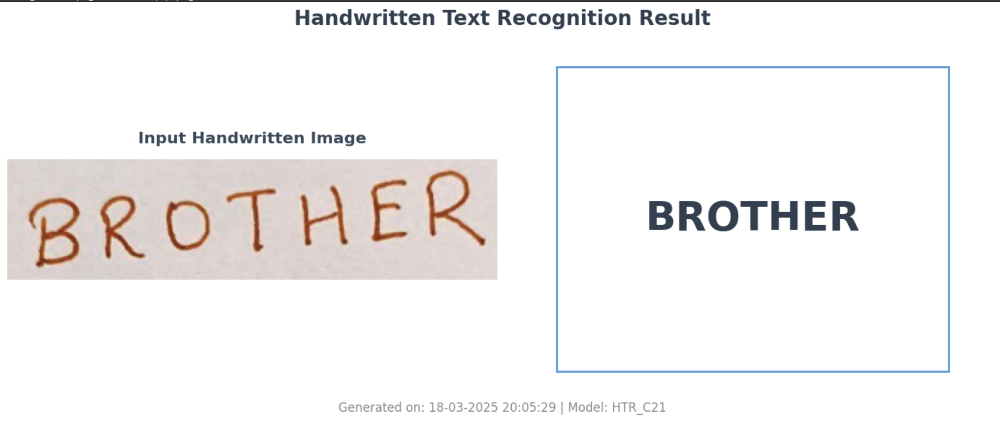 Handwritten Text Recognition Result
Input Handwritten Image
BROTHER
BROTHER
Generated on: 18-03-2025 20:05:29 | Model: HTR_C21